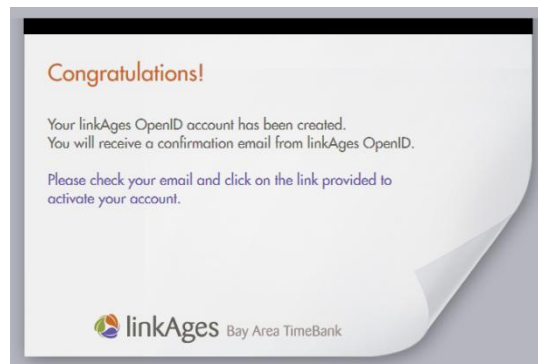 Congratulations!
Your linkAges OpenID account has been created.
You will receive a confirmation email from linkAges OpenID.
Please check your email and click on the link provided to
activate your account.
linkAges Bay Area TimeBank